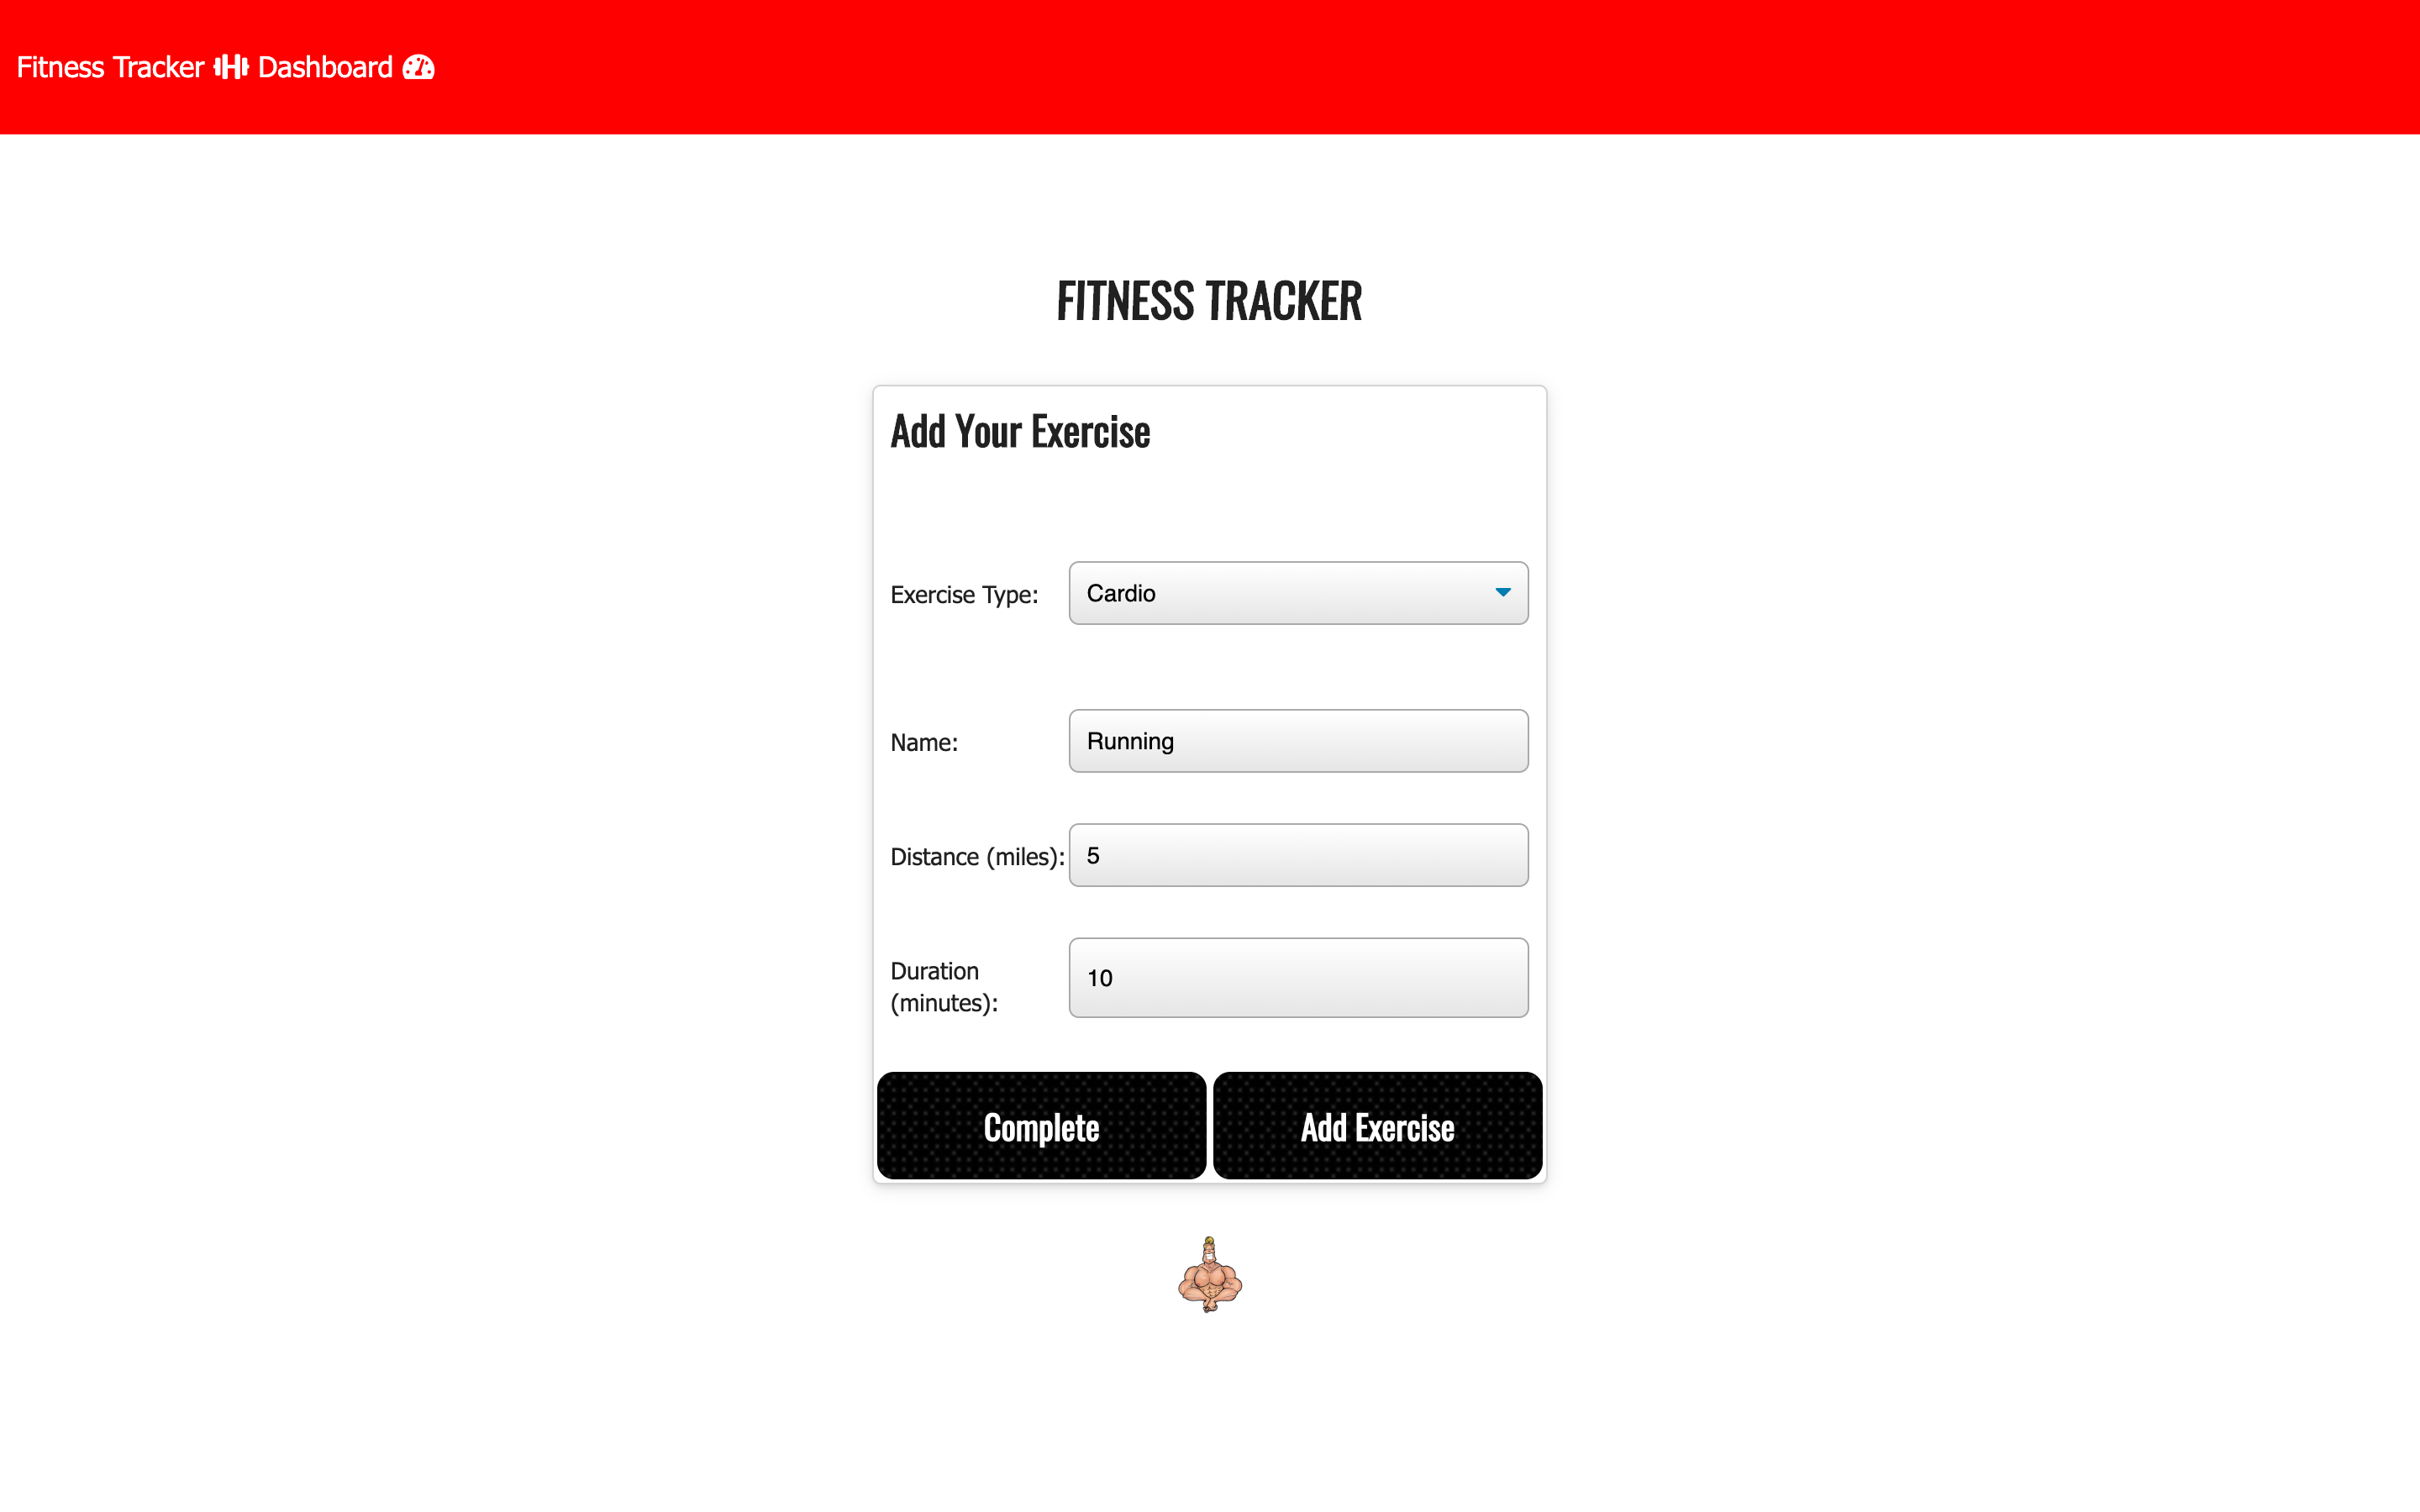 Fitness Tracker Dashboard
FITNESS TRACKER
Add Your Exercise
Exercise Type: Cardio
Name: Running
Distance (miles): 5
Duration
(minutes): 10
Complete Add Exercise